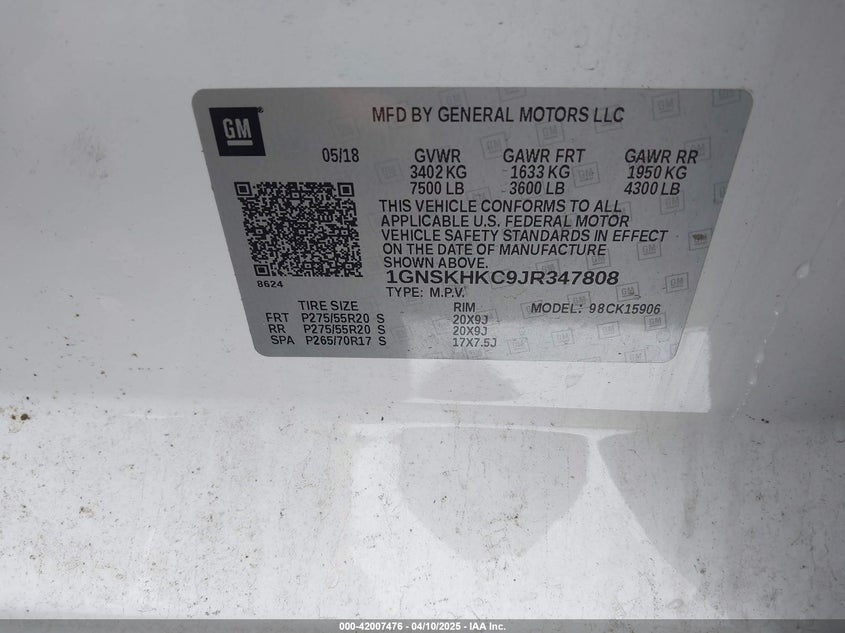 GM
MFD BY GENERAL MOTORS LLC
05/18 GVWR GAWR FRT GAWR RR
3402 KG 1633 KG 1950 KG
7500 LB 3600 LB 4300 LB
THIS VEHICLE CONFORMS TO ALL
APPLICABLE U.S. FEDERAL MOTOR
VEHICLE SAFETY STANDARDS IN EFFECT
ON THE DATE OF MANUFACTURE
SHOWN ABOVE.
8624
1GNSKHKC9JR347808
TYPE: M.P.V.
TIRE SIZE RIM MODEL: 98CK15906
FRT P275/55R20 S 20X9J
RR P275/55R20 S 20X9J
SPA P265/70R17 S 17X7.5J
000-42007476 - 04/10/2025 - IAA Inc.